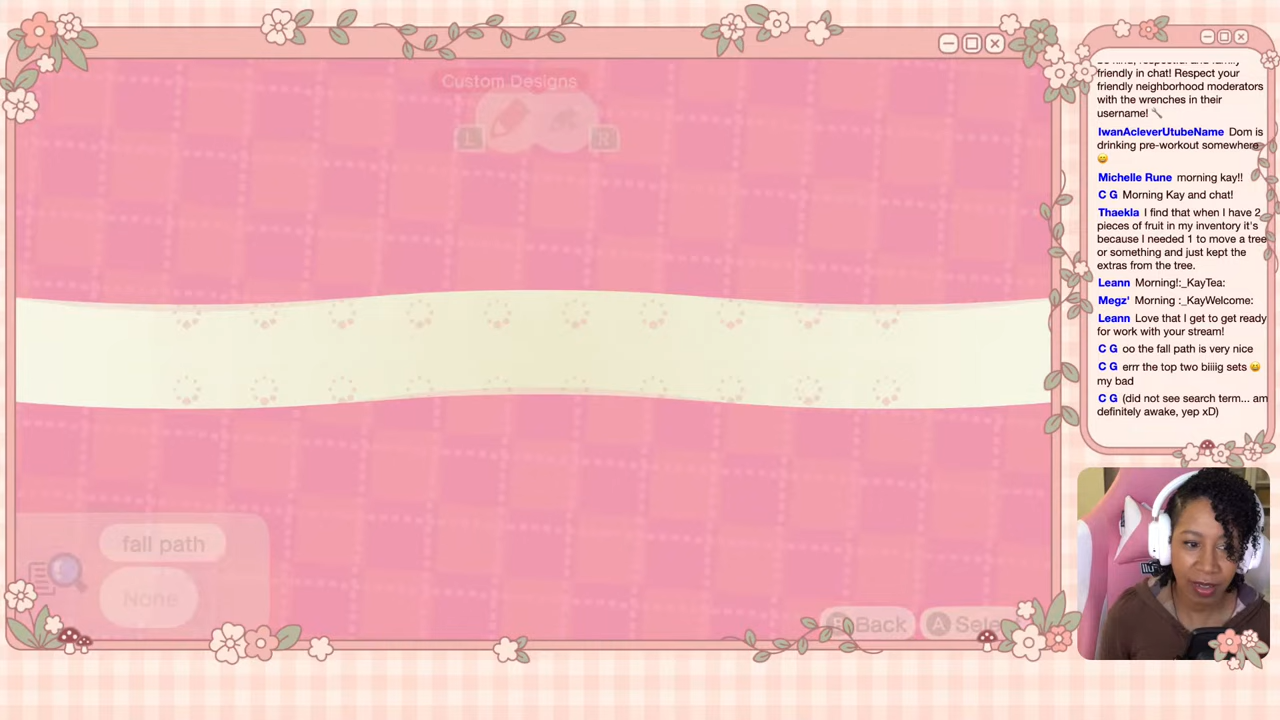 Custom Designs
L
R
fall path
None
B Back
A Sele
friendly in chat! Respect your
friendly neighborhood moderators
with the wrenches in their
username! 🔧
IwanAcleverUtubeName Dom is
drinking pre-workout somewhere
😀
Michelle Rune morning kay!!
C G Morning Kay and chat!
Thaekla I find that when I have 2
pieces of fruit in my inventory it's
because I needed 1 to move a tree
or something and just kept the
extras from the tree.
Leann Morning!:_KayTea:
Megz' Morning :_KayWelcome:
Leann Love that I get to get ready
for work with your stream!
C G oo the fall path is very nice
C G errr the top two biiiig sets 😀
my bad
C G (did not see search term... am
definitely awake, yep xD)